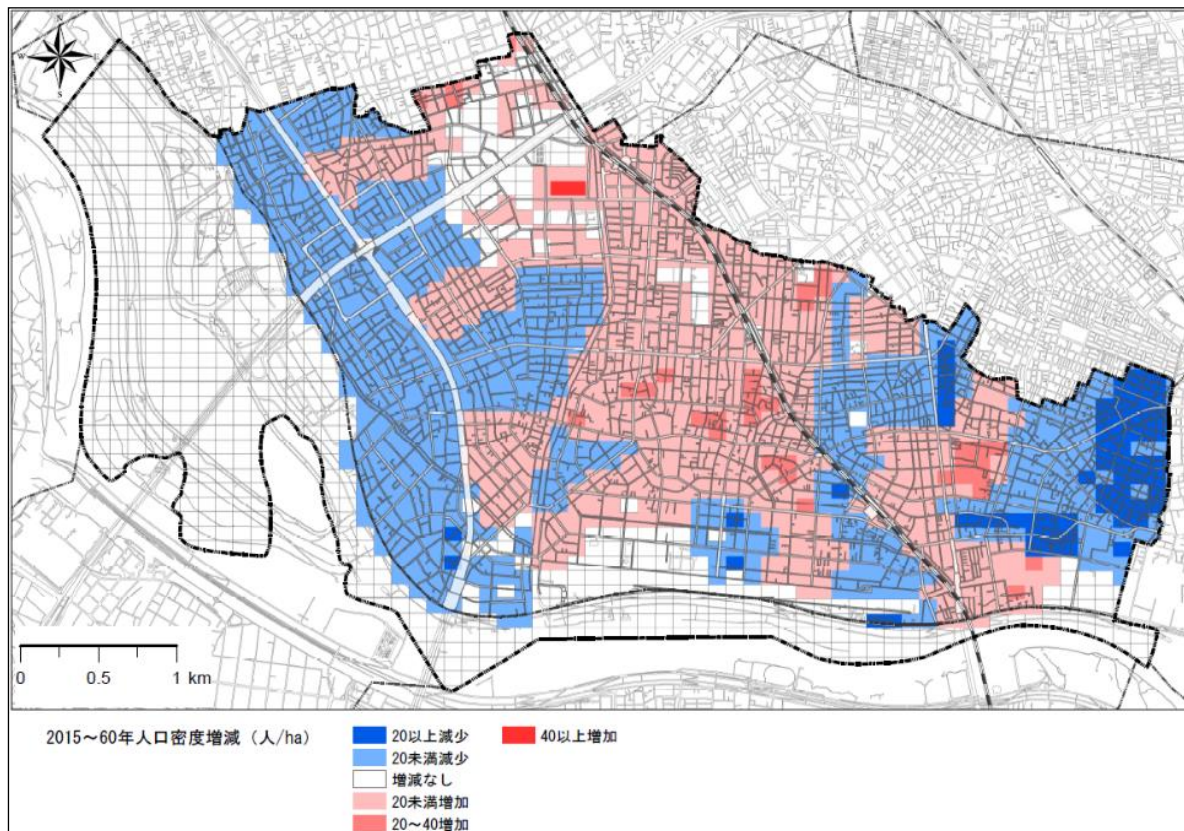 N
W
E
S
0 0.5 1 km
2015～60年人口密度増減（人/ha）
20以上減少
40以上増加
20未満減少
増減なし
20未満増加
20～40増加